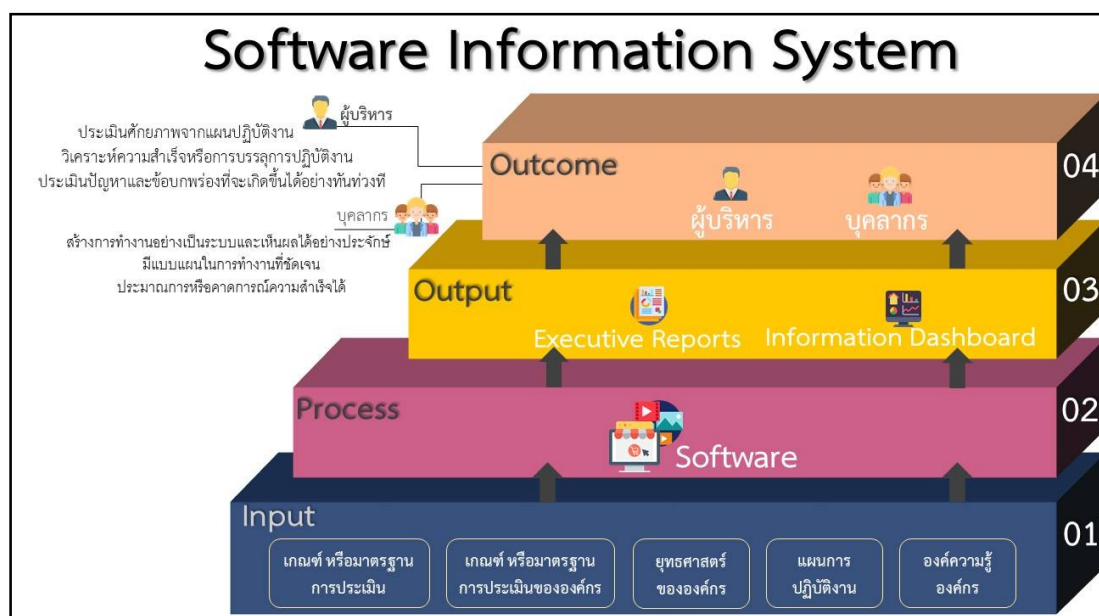 Software Information System
ผู้บริหาร
ประเมินศักยภาพจากแผนปฏิบัติงาน
วิเคราะห์ความสำเร็จหรือการบรรลุการปฏิบัติงาน
ประเมินปัญหาและข้อบกพร่องที่จะเกิดขึ้นได้อย่างทันท่วงที
บุคลากร
สร้างการทำงานอย่างเป็นระบบและเห็นผลได้อย่างประจักษ์
มีแบบแผนในการทำงานที่ชัดเจน
ประมาณการหรือคาดการณ์ความสำเร็จได้
Outcome
04
ผู้บริหาร
บุคลากร
Output
03
Executive Reports
Information Dashboard
Process
02
Software
Input
01
เกณฑ์ หรือมาตรฐาน
การประเมิน
เกณฑ์ หรือมาตรฐาน
การประเมินขององค์กร
ยุทธศาสตร์
ขององค์กร
แผนการ
ปฏิบัติงาน
องค์ความรู้
องค์กร